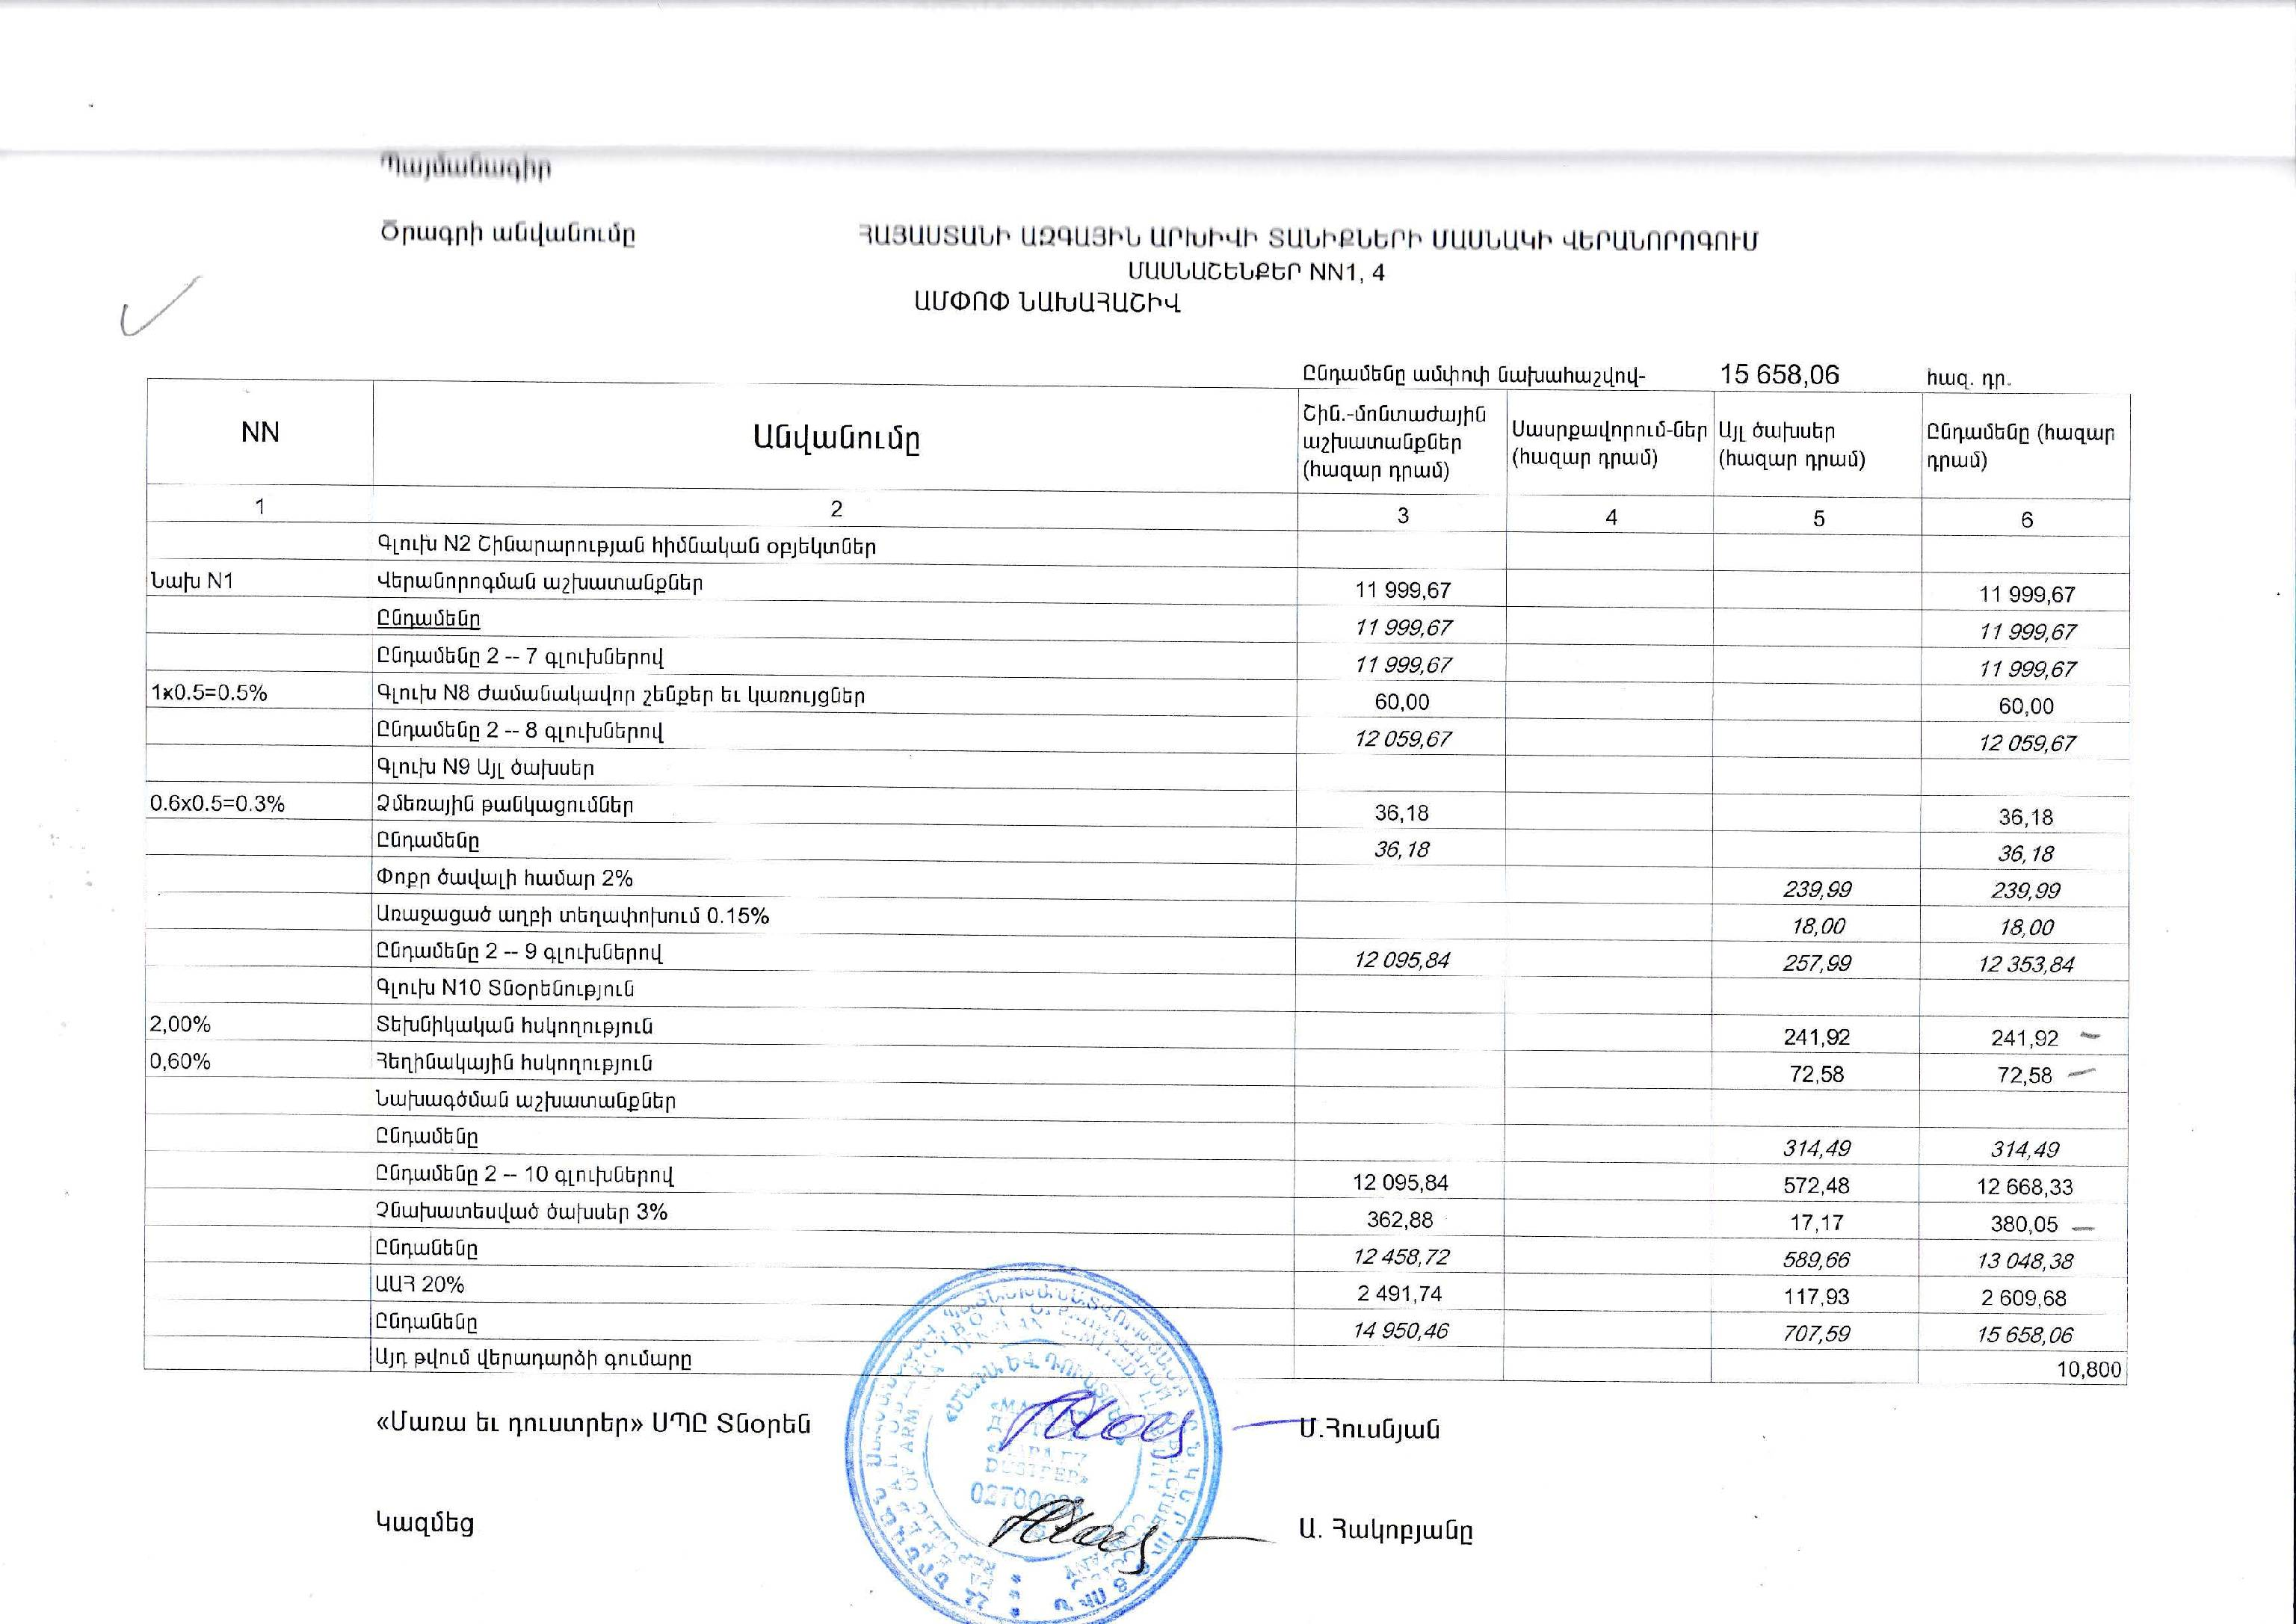 Պայմանագիր
Ծրագրի անվանումը ՀԱՅԱՍՏԱՆԻ ԱԶԳԱՅԻՆ ԱՐԽԻՎԻ ՏԱՆԻՔՆԵՐԻ ՄԱՍՆԱԿԻ ՎԵՐԱՆՈՐՈԳՈՒՄ
ՄԱՍՆԱՇԵՆՔԵՐ NN1, 4
ԱՄՓՈՓ ՆԱԽԱՀԱՇԻՎ
Ընդամենը ամփոփ նախահաշվով- 15 658,06 հազ. դր.
NN Անվանումը Շին.-մոնտաժային աշխատանքներ (հազար դրամ) Սասրքավորում-ներ (հազար դրամ) Այլ ծախսեր (հազար դրամ) Ընդամենը (հազար դրամ)
1 2 3 4 5 6
Գլուխ N2 Շինարարության հիմնական օբյեկտներ
Նախ N1 Վերանորոգման աշխատանքներ 11 999,67 11 999,67
Ընդամենը 11 999,67 11 999,67
Ընդամենը 2 -- 7 գլուխներով 11 999,67 11 999,67
1x0.5=0.5% Գլուխ N8 ժամանակավոր շենքեր եւ կառույցներ 60,00 60,00
Ընդամենը 2 -- 8 գլուխներով 12 059,67 12 059,67
Գլուխ N9 Այլ ծախսեր
0.6x0.5=0.3% Ձմեռային թանկացումներ 36,18 36,18
Ընդամենը 36,18 36,18
Փոքր ծավալի համար 2% 239,99 239,99
Առաջացած աղբի տեղափոխում 0.15% 18,00 18,00
Ընդամենը 2 -- 9 գլուխներով 12 095,84 257,99 12 353,84
Գլուխ N10 Տնօրենություն
2,00% Տեխնիկական հսկողություն 241,92 241,92
0,60% Հեղինակային հսկողություն 72,58 72,58
Նախագծման աշխատանքներ
Ընդամենը 314,49 314,49
Ընդամենը 2 -- 10 գլուխներով 12 095,84 572,48 12 668,33
Չնախատեսված ծախսեր 3% 362,88 17,17 380,05
Ընդանենը 12 458,72 589,66 13 048,38
ԱԱՀ 20% 2 491,74 117,93 2 609,68
Ընդանենը 14 950,46 707,59 15 658,06
Այդ թվում վերադարձի գումարը 10,800
«Մառա եւ դուստրեր» ՍՊԸ Տնօրեն Մ.Հունսյան
Կազմեց Ա. Հակոբյանը